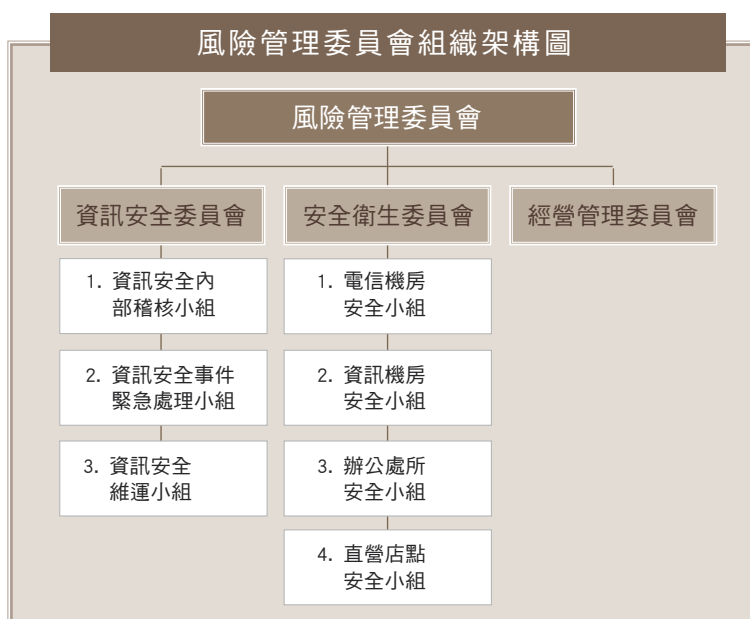 風險管理委員會組織架構圖
風險管理委員會
資訊安全委員會
安全衛生委員會
經營管理委員會
1. 資訊安全內
部稽核小組
2. 資訊安全事件
緊急處理小組
3. 資訊安全
維運小組
1. 電信機房
安全小組
2. 資訊機房
安全小組
3. 辦公處所
安全小組
4. 直營店點
安全小組